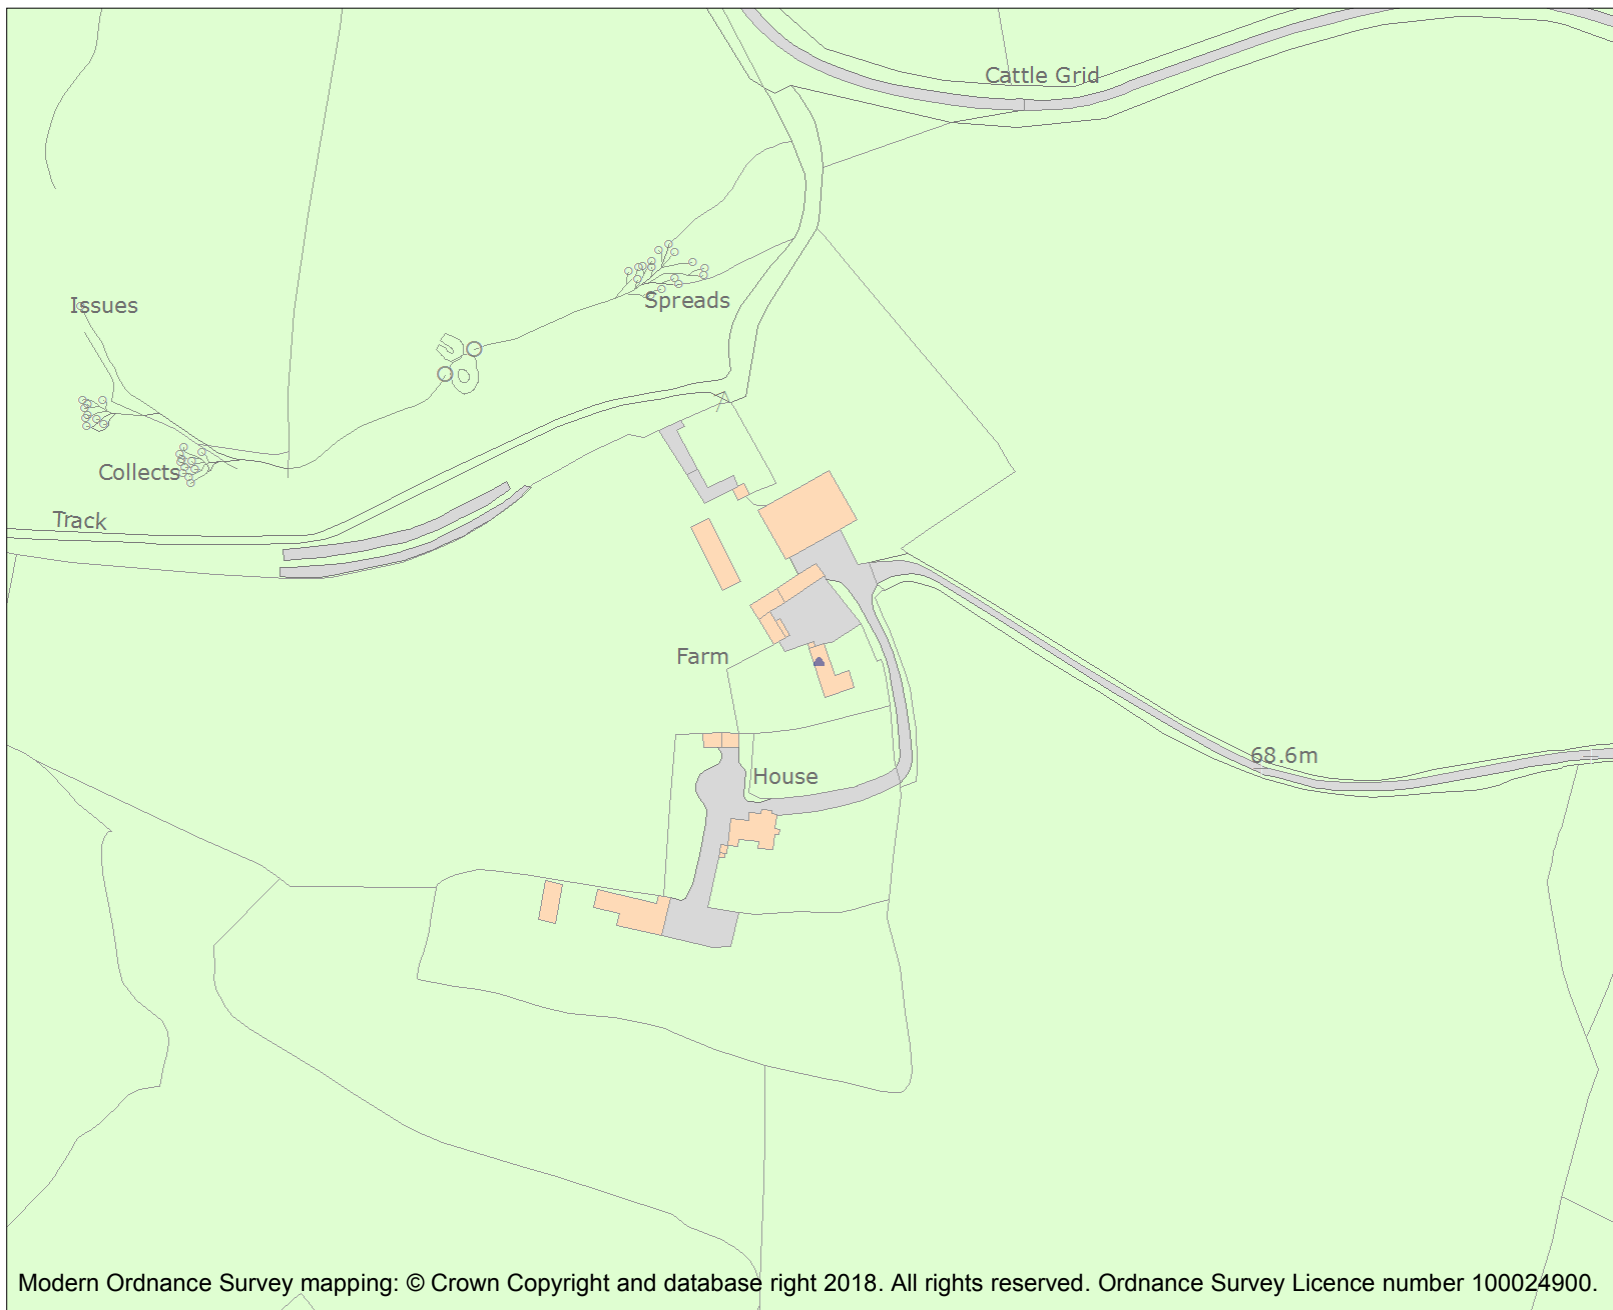 Cattle Grid
Issues
Spreads
Collects
Track
Farm
68.6m
House
Modern Ordnance Survey mapping: © Crown Copyright and database right 2018. All rights reserved. Ordnance Survey Licence number 100024900.